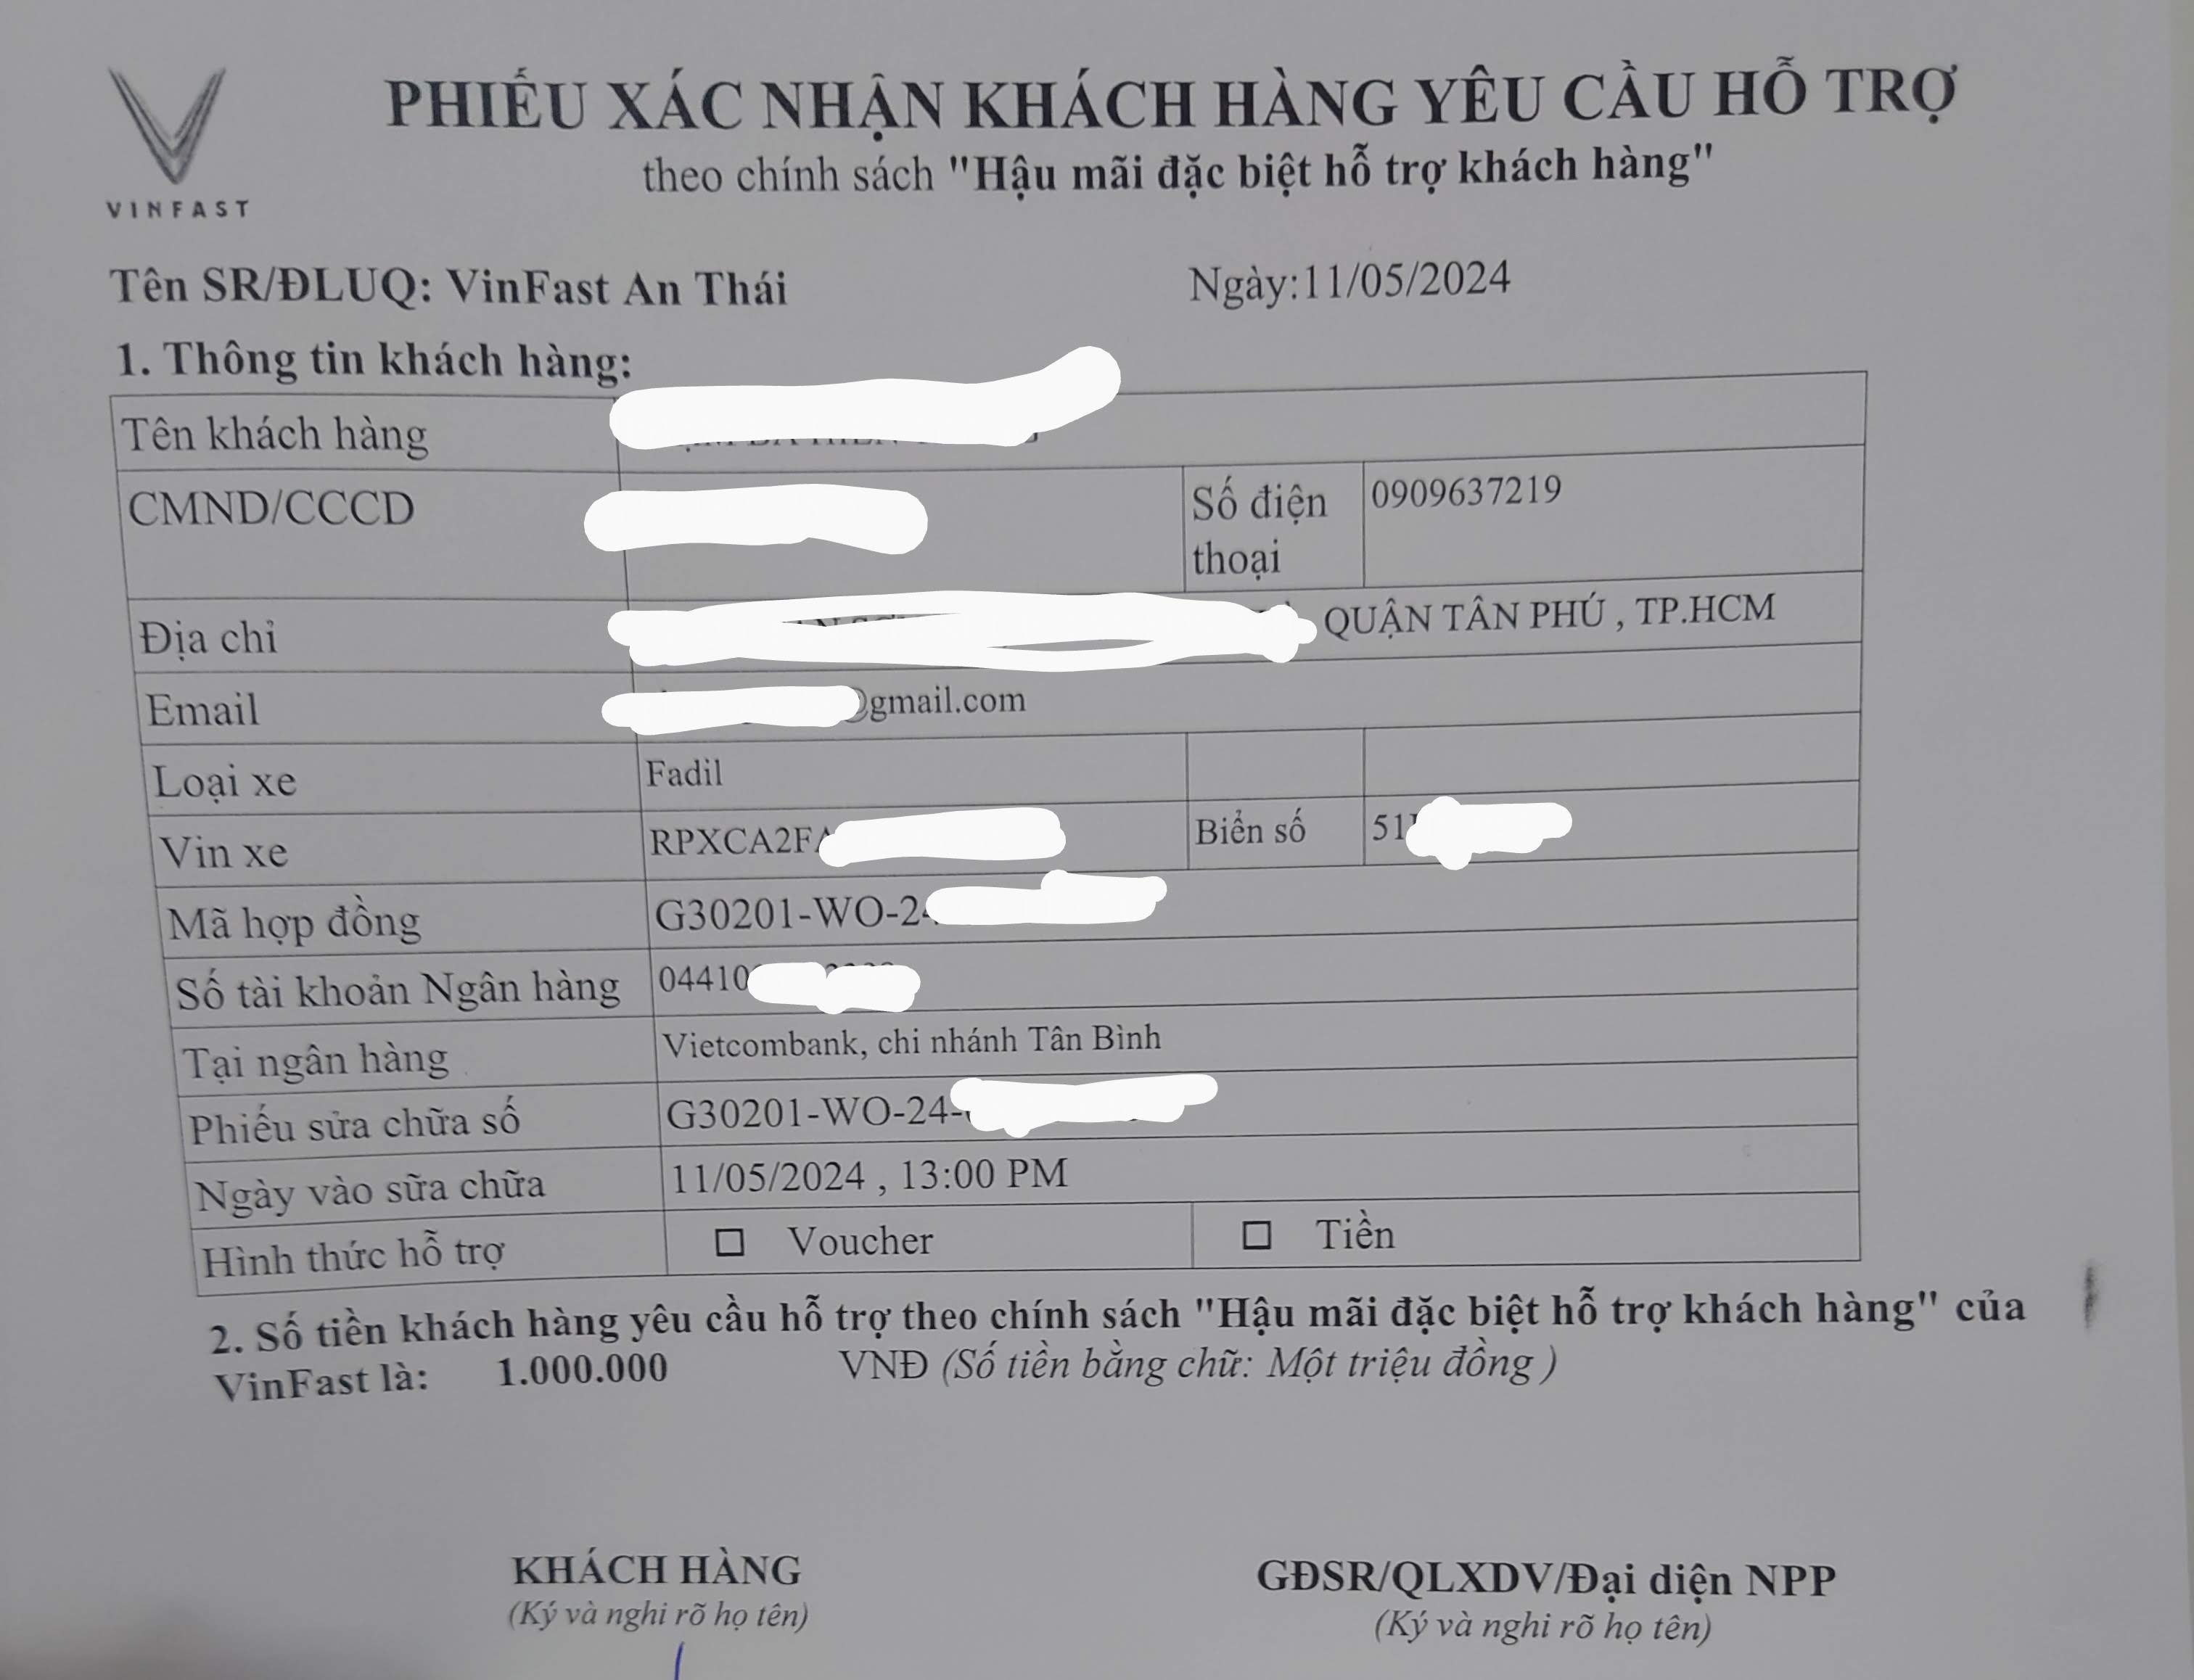 VINFAST
PHIẾU XÁC NHẬN KHÁCH HÀNG YÊU CẦU HỖ TRỢ
theo chính sách "Hậu mãi đặc biệt hỗ trợ khách hàng"
Tên SR/ĐLUQ: VinFast An Thái Ngày:11/05/2024
1. Thông tin khách hàng:
Tên khách hàng
CMND/CCCD Số điện thoại 0909637219
Địa chỉ , QUẬN TÂN PHÚ , TP.HCM
Email @gmail.com
Loại xe Fadil
Vin xe RPXCA2F Biển số 51
Mã hợp đồng G30201-WO-2
Số tài khoản Ngân hàng 04410
Tại ngân hàng Vietcombank, chi nhánh Tân Bình
Phiếu sửa chữa số G30201-WO-24-
Ngày vào sữa chữa 11/05/2024 , 13:00 PM
Hình thức hỗ trợ ☐ Voucher ☐ Tiền
2. Số tiền khách hàng yêu cầu hỗ trợ theo chính sách "Hậu mãi đặc biệt hỗ trợ khách hàng" của
VinFast là: 1.000.000 VNĐ (Số tiền bằng chữ: Một triệu đồng )
KHÁCH HÀNG GĐSR/QLXDV/Đại diện NPP
(Ký và nghi rõ họ tên) (Ký và nghi rõ họ tên)